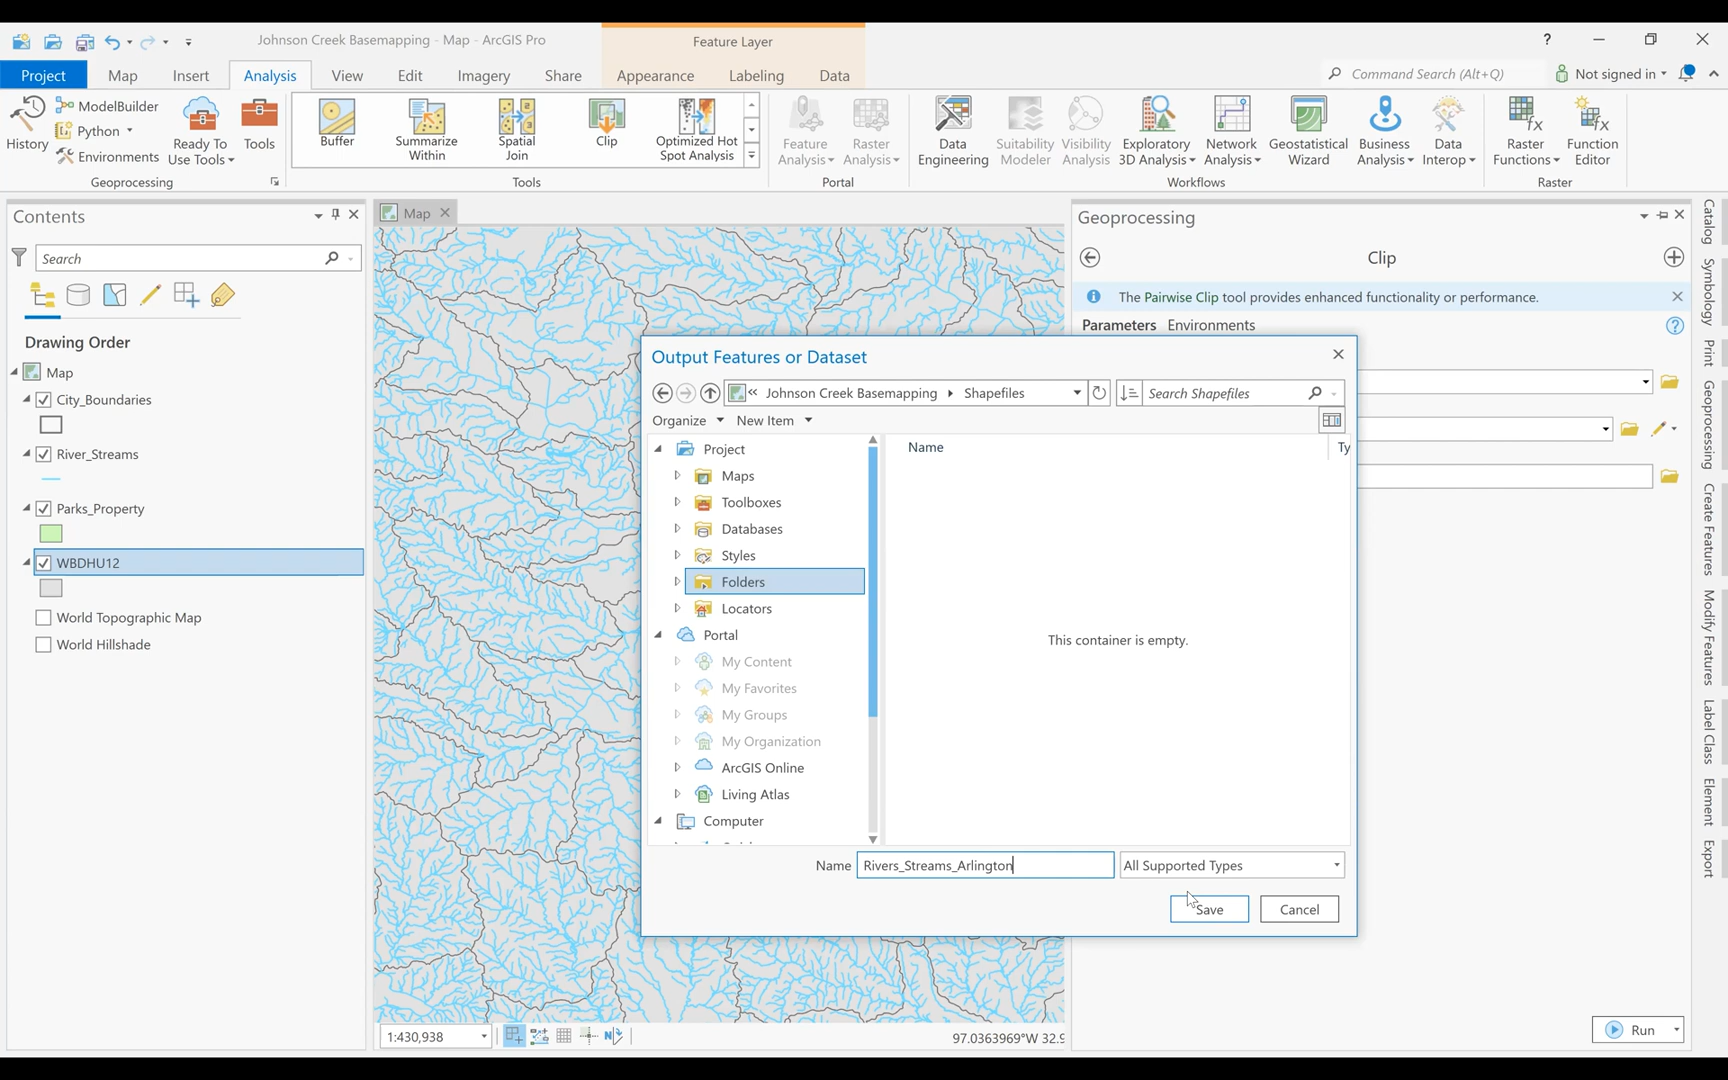 Johnson Creek Basemapping - Map - ArcGIS Pro
Feature Layer
?
Project
Map
Insert
Analysis
View
Edit
Imagery
Share
Appearance
Labeling
Data
Command Search (Alt+Q)
Not signed in
History
ModelBuilder
Python
Environments
Ready To
Use Tools
Tools
Geoprocessing
Buffer
Summarize
Within
Spatial
Join
Clip
Optimized Hot
Spot Analysis
Tools
Feature
Analysis
Raster
Analysis
Portal
Data
Engineering
Suitability
Modeler
Visibility
Analysis
Exploratory
3D Analysis
Network
Analysis
Geostatistical
Wizard
Business
Analysis
Data
Interop
Workflows
Raster
Functions
Function
Editor
Raster
Contents
Search
Drawing Order
Map
City_Boundaries
River_Streams
Parks_Property
WBDHU12
World Topographic Map
World Hillshade
Map
1:430,938
97.0363969°W 32.9
Geoprocessing
Clip
The Pairwise Clip tool provides enhanced functionality or performance.
Parameters Environments
?
Output Features or Dataset
Johnson Creek Basemapping
Shapefiles
Search Shapefiles
Organize
New Item
Project
Maps
Toolboxes
Databases
Styles
Folders
Locators
Portal
My Content
My Favorites
My Groups
My Organization
ArcGIS Online
Living Atlas
Computer
Name
Ty
This container is empty.
Name
Rivers_Streams_Arlington
All Supported Types
Save
Cancel
Run
Catalog
Symbology
Print
Geoprocessing
Create Features
Modify Features
Label Class
Element
Export